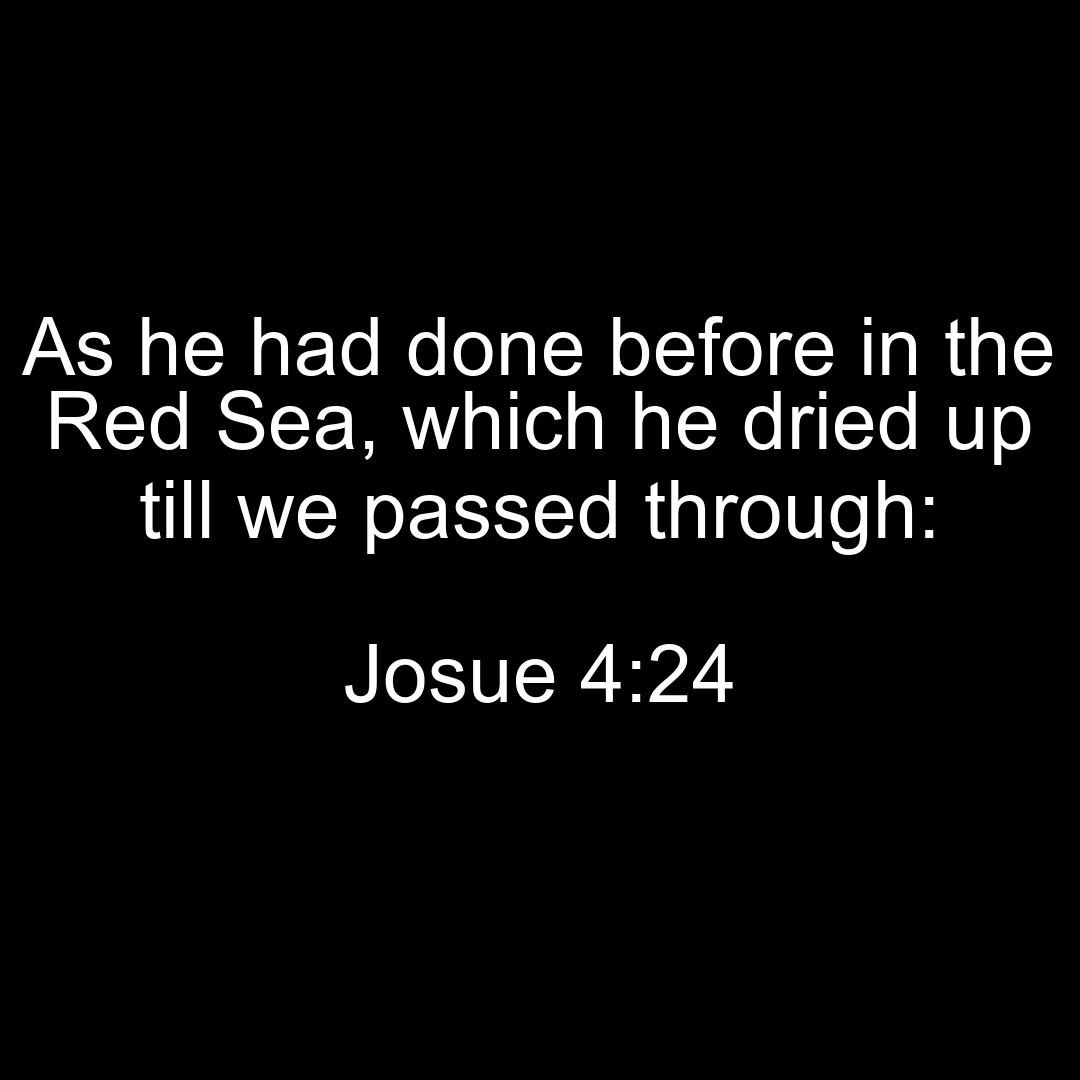 As he had done before in the
Red Sea, which he dried up
till we passed through:
Josue 4:24